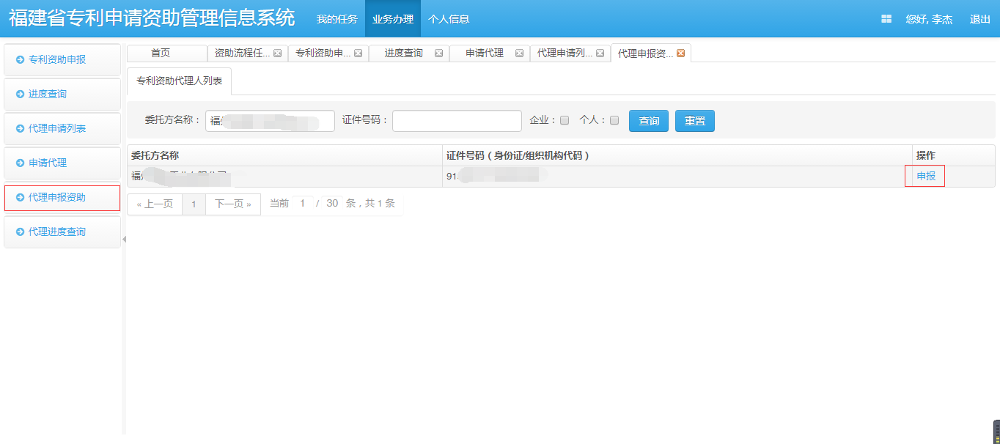 福建省专利申请资助管理信息系统 我的任务 业务办理 个人信息 您好, 李杰 退出
首页 资助流程任... 专利资助申... 进度查询 申请代理 代理申请列... 代理申报资...
专利资助申报
进度查询
代理申请列表
申请代理
代理申报资助
代理进度查询
专利资助代理人列表
委托方名称： 福 证件号码： 企业： 个人： 查询 重置
委托方名称 证件号码（身份证/组织机构代码） 操作
福 91 申报
« 上一页 1 下一页 » 当前 1 / 30 条，共 1 条